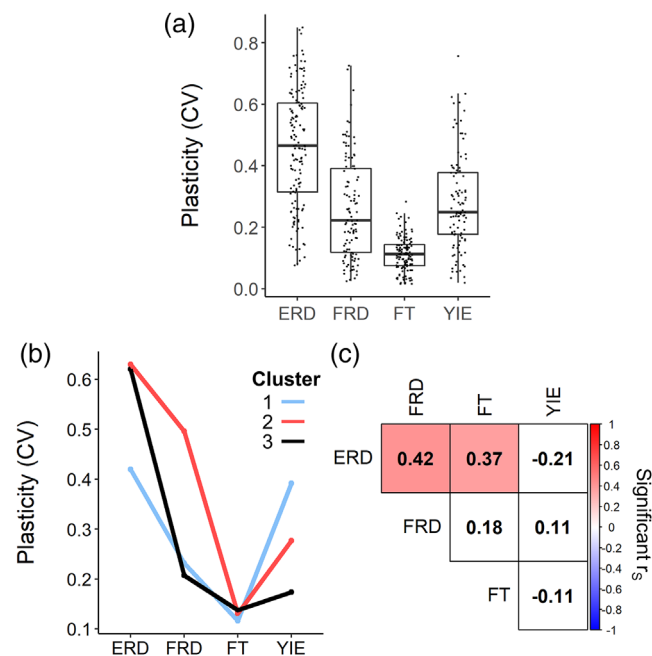 (a)
Plasticity (CV)
0.8
0.6
0.4
0.2
0.0
ERD FRD FT YIE
(b)
Plasticity (CV)
0.6
0.5
0.4
0.3
0.2
0.1
ERD FRD FT YIE
Cluster
1
2
3
(c)
FRD FT YIE
ERD 0.42 0.37 -0.21
FRD 0.18 0.11
FT -0.11
1
0.8
0.6
0.4
0.2
0
-0.2
-0.4
-0.6
-0.8
-1
Significant rS